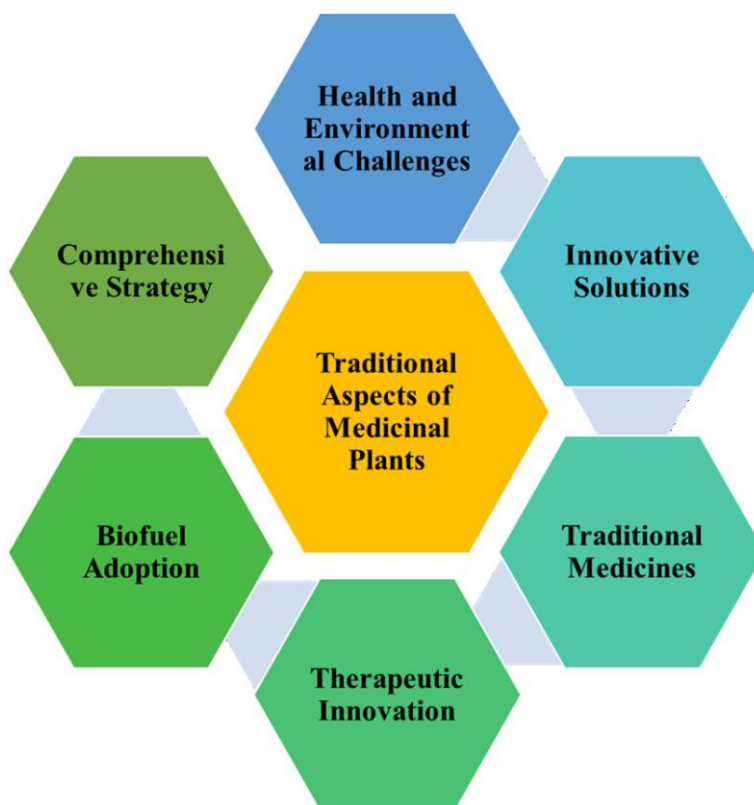 Health and
Environment
al Challenges
Comprehensi
ve Strategy
Innovative
Solutions
Traditional
Aspects of
Medicinal
Plants
Biofuel
Adoption
Traditional
Medicines
Therapeutic
Innovation